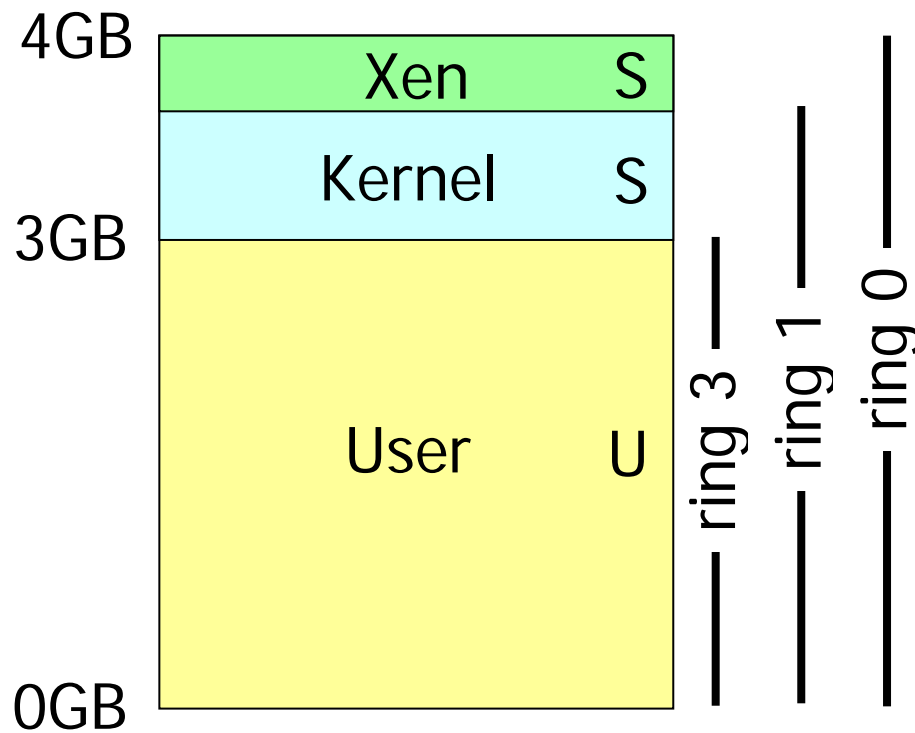 4GB
Xen S
Kernel S
3GB
User U
0GB
ring 3
ring 1
ring 0